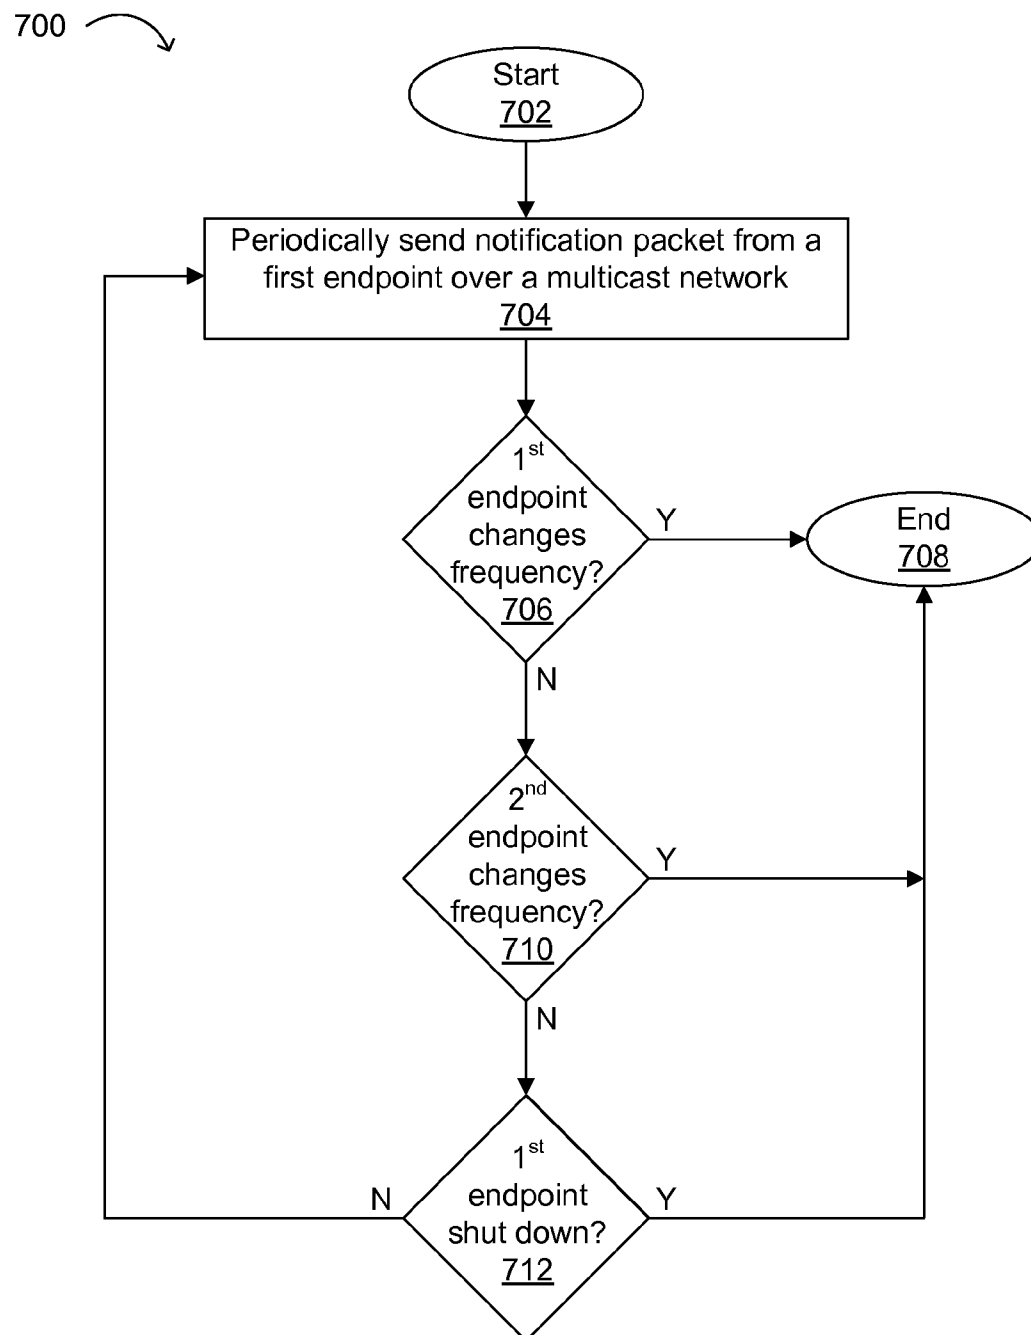 700
Start
702
Periodically send notification packet from a
first endpoint over a multicast network
704
1st
endpoint
changes
frequency?
706
Y
End
708
N
2nd
endpoint
changes
frequency?
710
Y
N
1st
endpoint
shut down?
712
N
Y